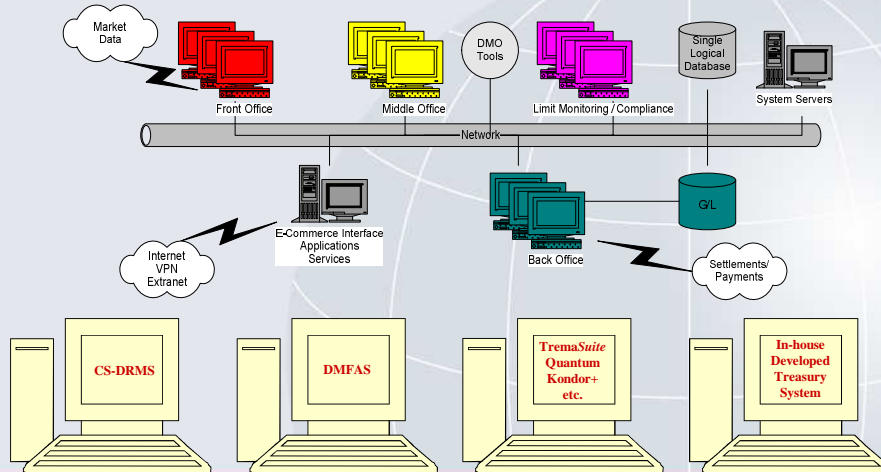 Market
Data
Front Office
Middle Office
DMO
Tools
Limit Monitoring / Compliance
Single
Logical
Database
System Servers
Network
E-Commerce Interface
Applications
Services
Internet
VPN
Extranet
Back Office
G/L
Settlements/
Payments
CS-DRMS
DMFAS
TremaSuite
Quantum
Kondor+
etc.
In-house
Developed
Treasury
System